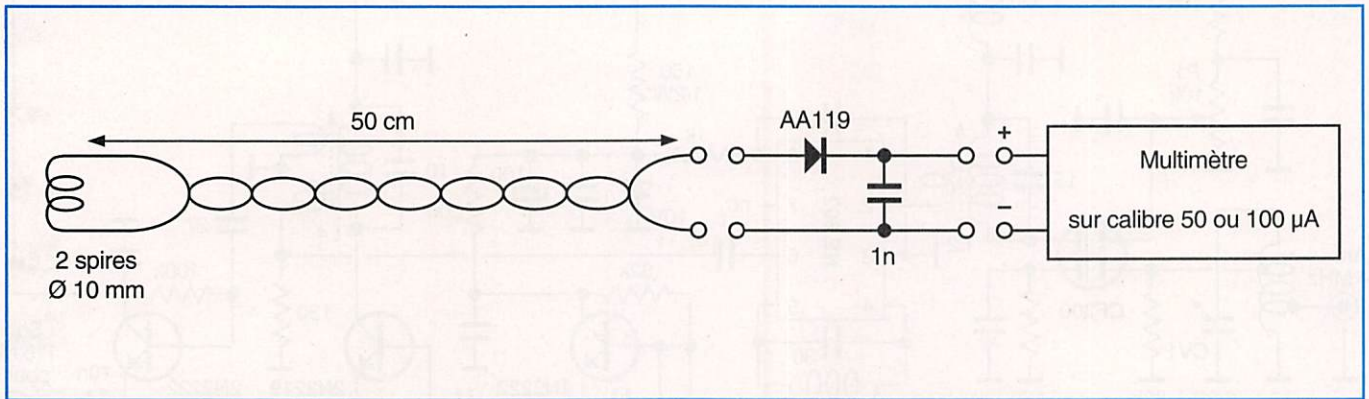 50 cm
AA119
+
Multimètre
–
sur calibre 50 ou 100 µA
2 spires
Ø 10 mm
1n